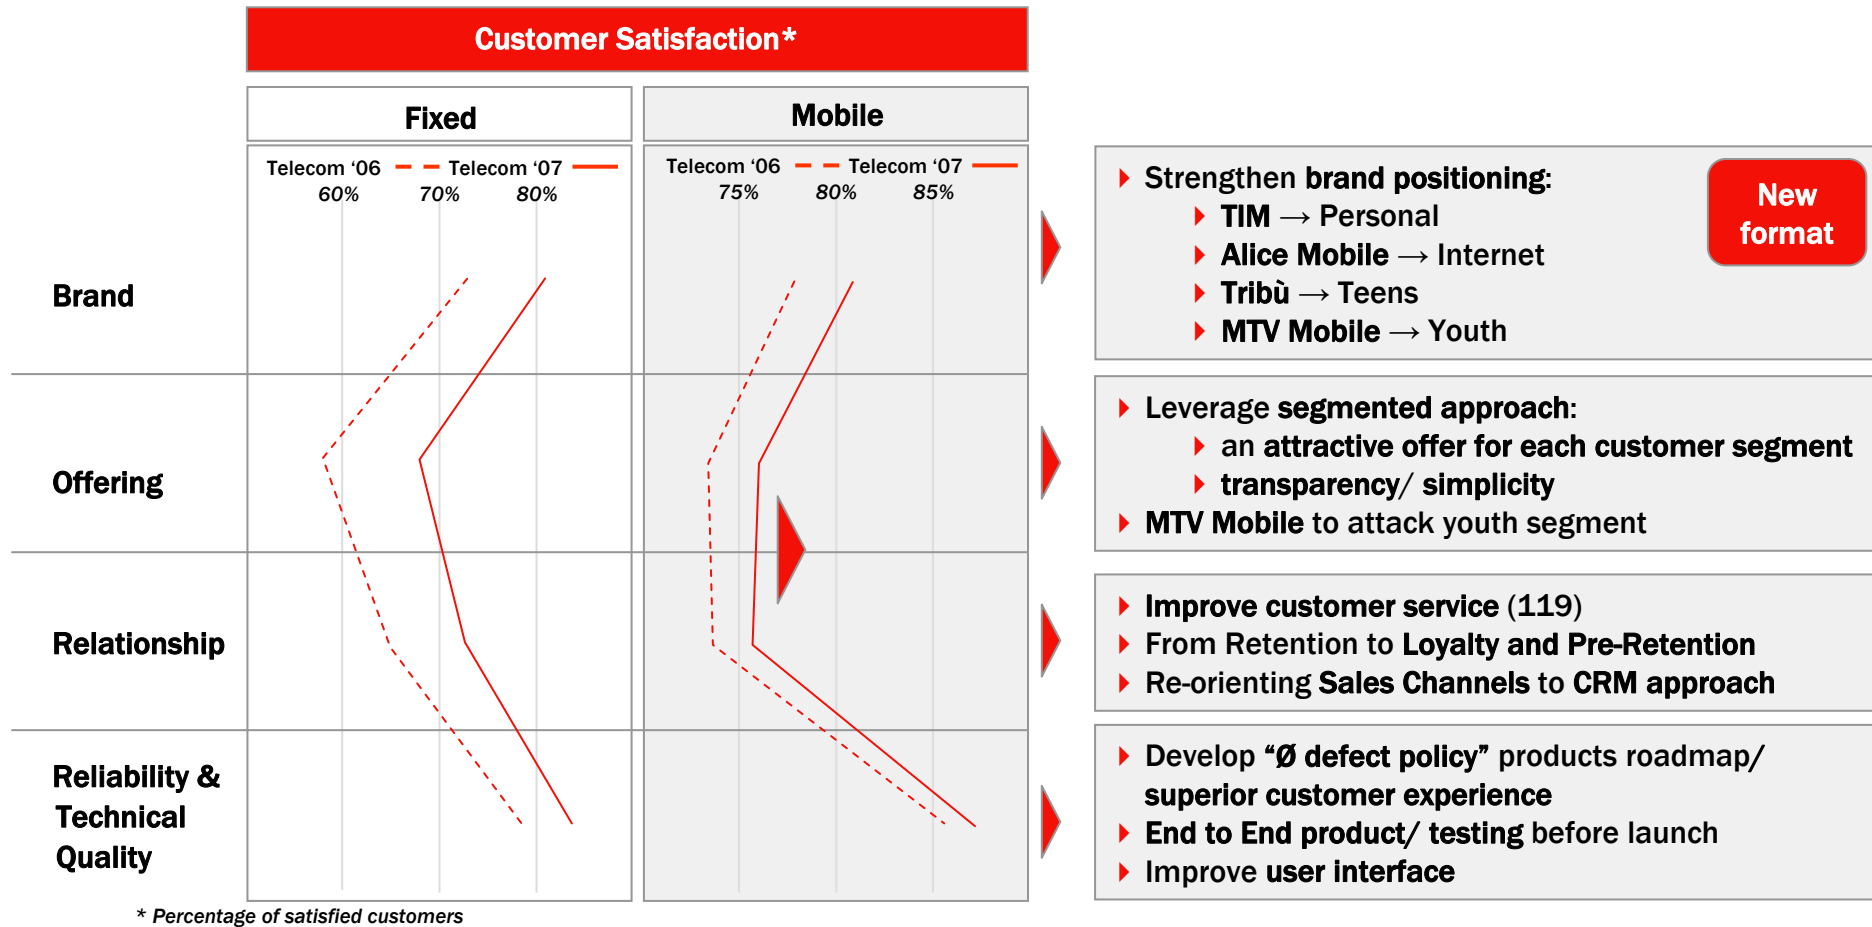 Customer Satisfaction*
Fixed
Mobile
Telecom ‘06 Telecom ‘07
60% 70% 80%
Telecom ‘06 Telecom ‘07
75% 80% 85%
Brand
Offering
Relationship
Reliability &
Technical
Quality
Strengthen brand positioning:
TIM → Personal
Alice Mobile → Internet
Tribù → Teens
MTV Mobile → Youth
New
format
Leverage segmented approach:
an attractive offer for each customer segment
transparency/ simplicity
MTV Mobile to attack youth segment
Improve customer service (119)
From Retention to Loyalty and Pre-Retention
Re-orienting Sales Channels to CRM approach
Develop “Ø defect policy” products roadmap/
superior customer experience
End to End product/ testing before launch
Improve user interface
* Percentage of satisfied customers